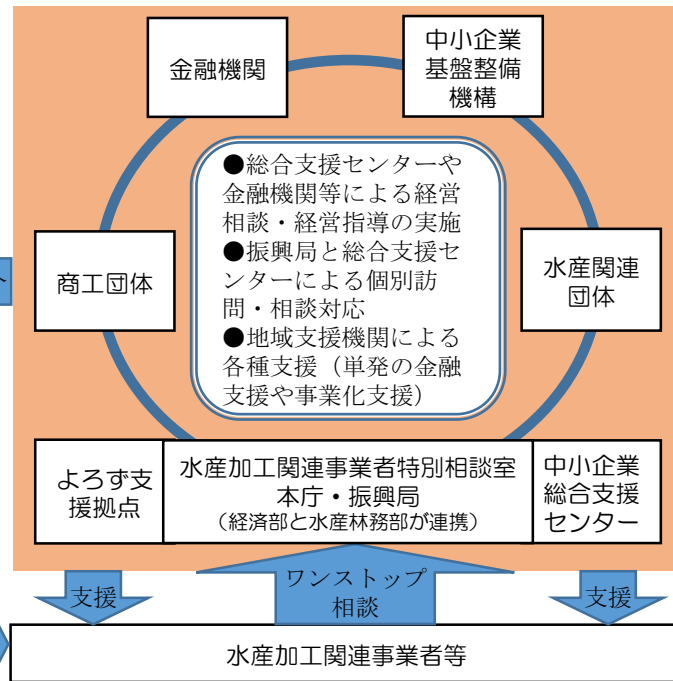 金融機関
中小企業
基盤整備
機構
●総合支援センターや
金融機関等による経営
相談・経営指導の実施
●振興局と総合支援セ
ンターによる個別訪
問・相談対応
●地域支援機関による
各種支援（単発の金融
支援や事業化支援）
商工団体
水産関連
団体
よろず支
援拠点
水産加工関連事業者特別相談室
本庁・振興局
（経済部と水産林務部が連携）
中小企業
総合支援
センター
支援
ワンストップ
相談
支援
水産加工関連事業者等